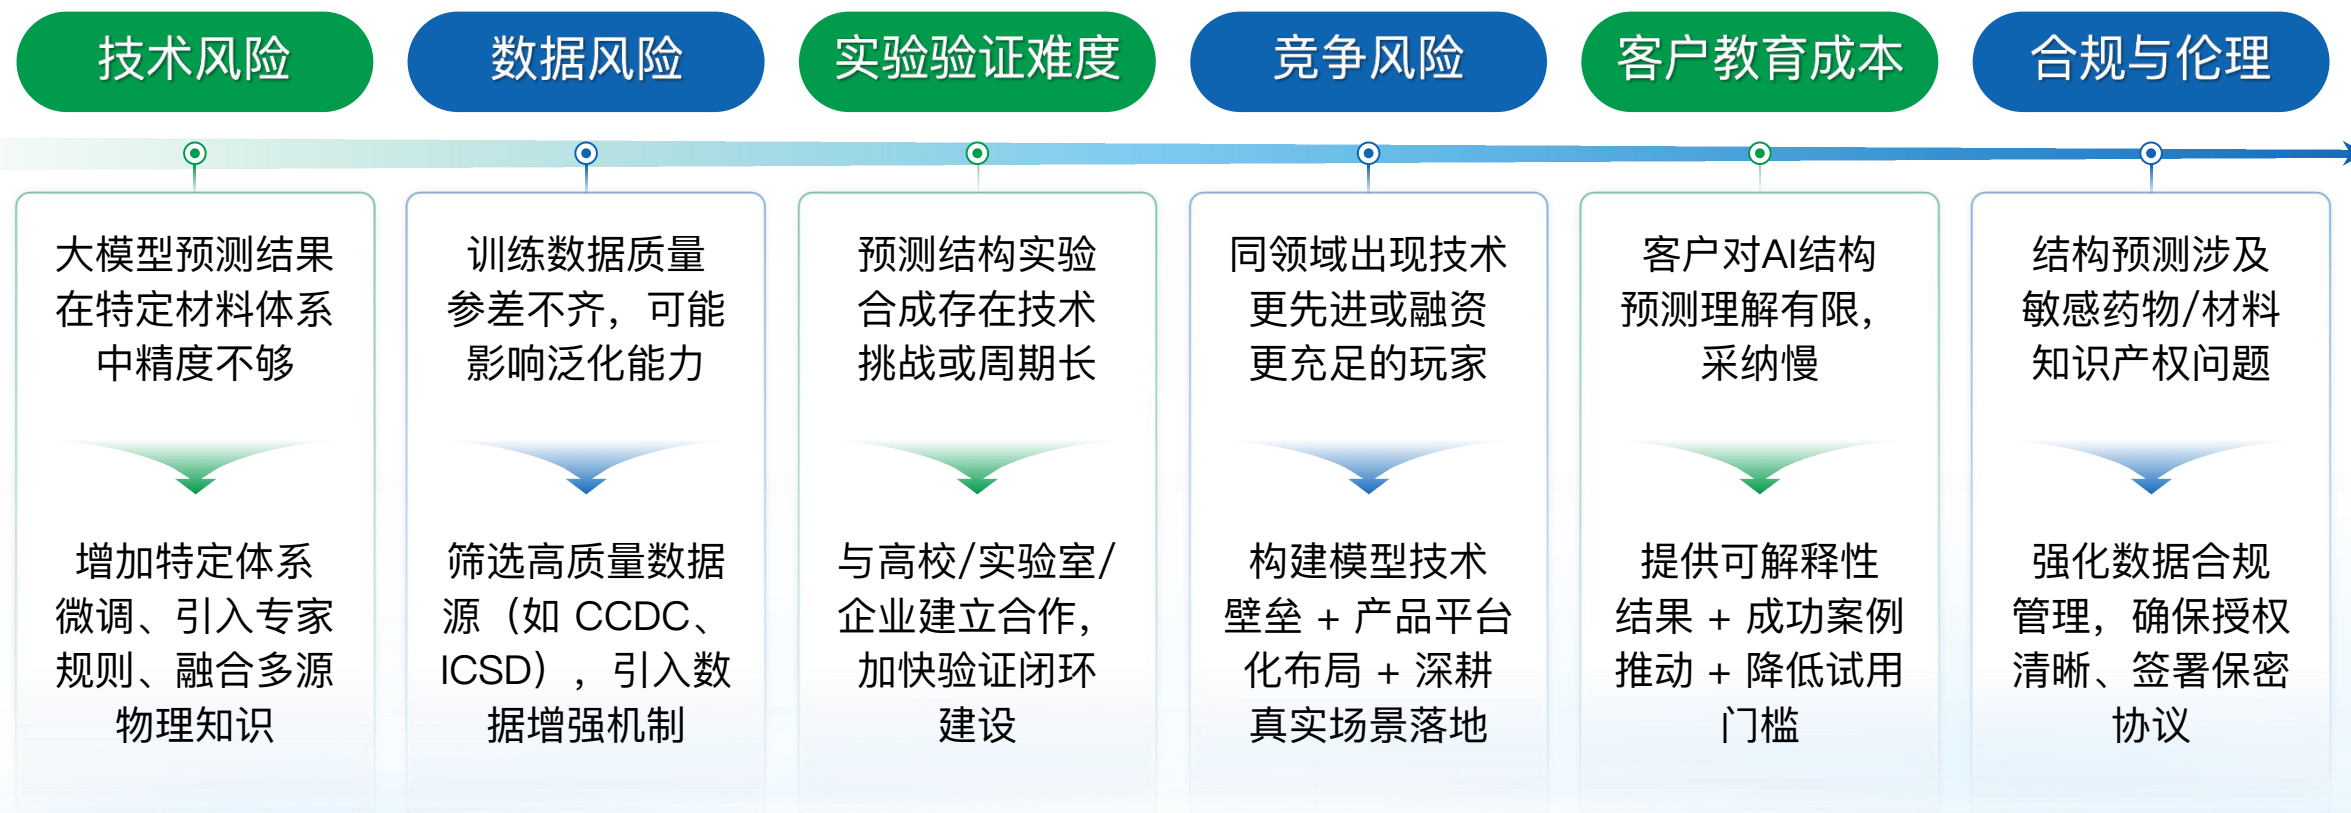 技术风险
数据风险
实验验证难度
竞争风险
客户教育成本
合规与伦理
大模型预测结果
在特定材料体系
中精度不够
增加特定体系
微调、引入专家
规则、融合多源
物理知识
训练数据质量
参差不齐，可能
影响泛化能力
筛选高质量数据
源（如 CCDC、
ICSD），引入数
据增强机制
预测结构实验
合成存在技术
挑战或周期长
与高校/实验室/
企业建立合作，
加快验证闭环
建设
同领域出现技术
更先进或融资
更充足的玩家
构建模型技术
壁垒 + 产品平台
化布局 + 深耕
真实场景落地
客户对AI结构
预测理解有限，
采纳慢
提供可解释性
结果 + 成功案例
推动 + 降低试用
门槛
结构预测涉及
敏感药物/材料
知识产权问题
强化数据合规
管理，确保授权
清晰、签署保密
协议